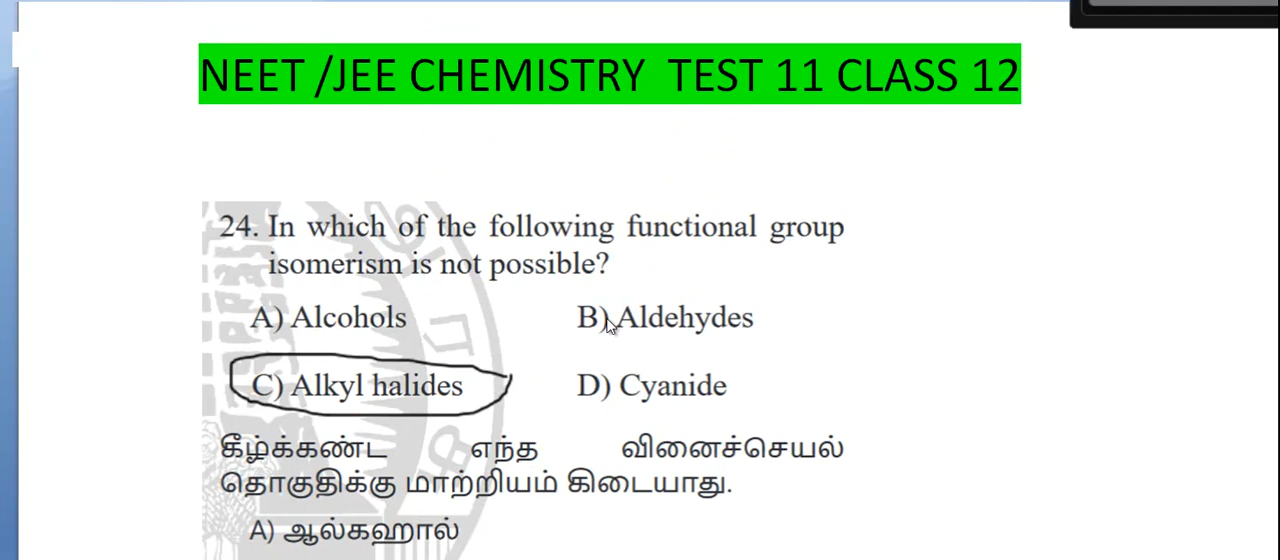 NEET /JEE CHEMISTRY TEST 11 CLASS 12
24. In which of the following functional group
isomerism is not possible?
A) Alcohols B) Aldehydes
C) Alkyl halides D) Cyanide
கீழ்க்கண்ட எந்த வினைச்செயல்
தொகுதிக்கு மாற்றியம் கிடையாது.
A) ஆல்கஹால்